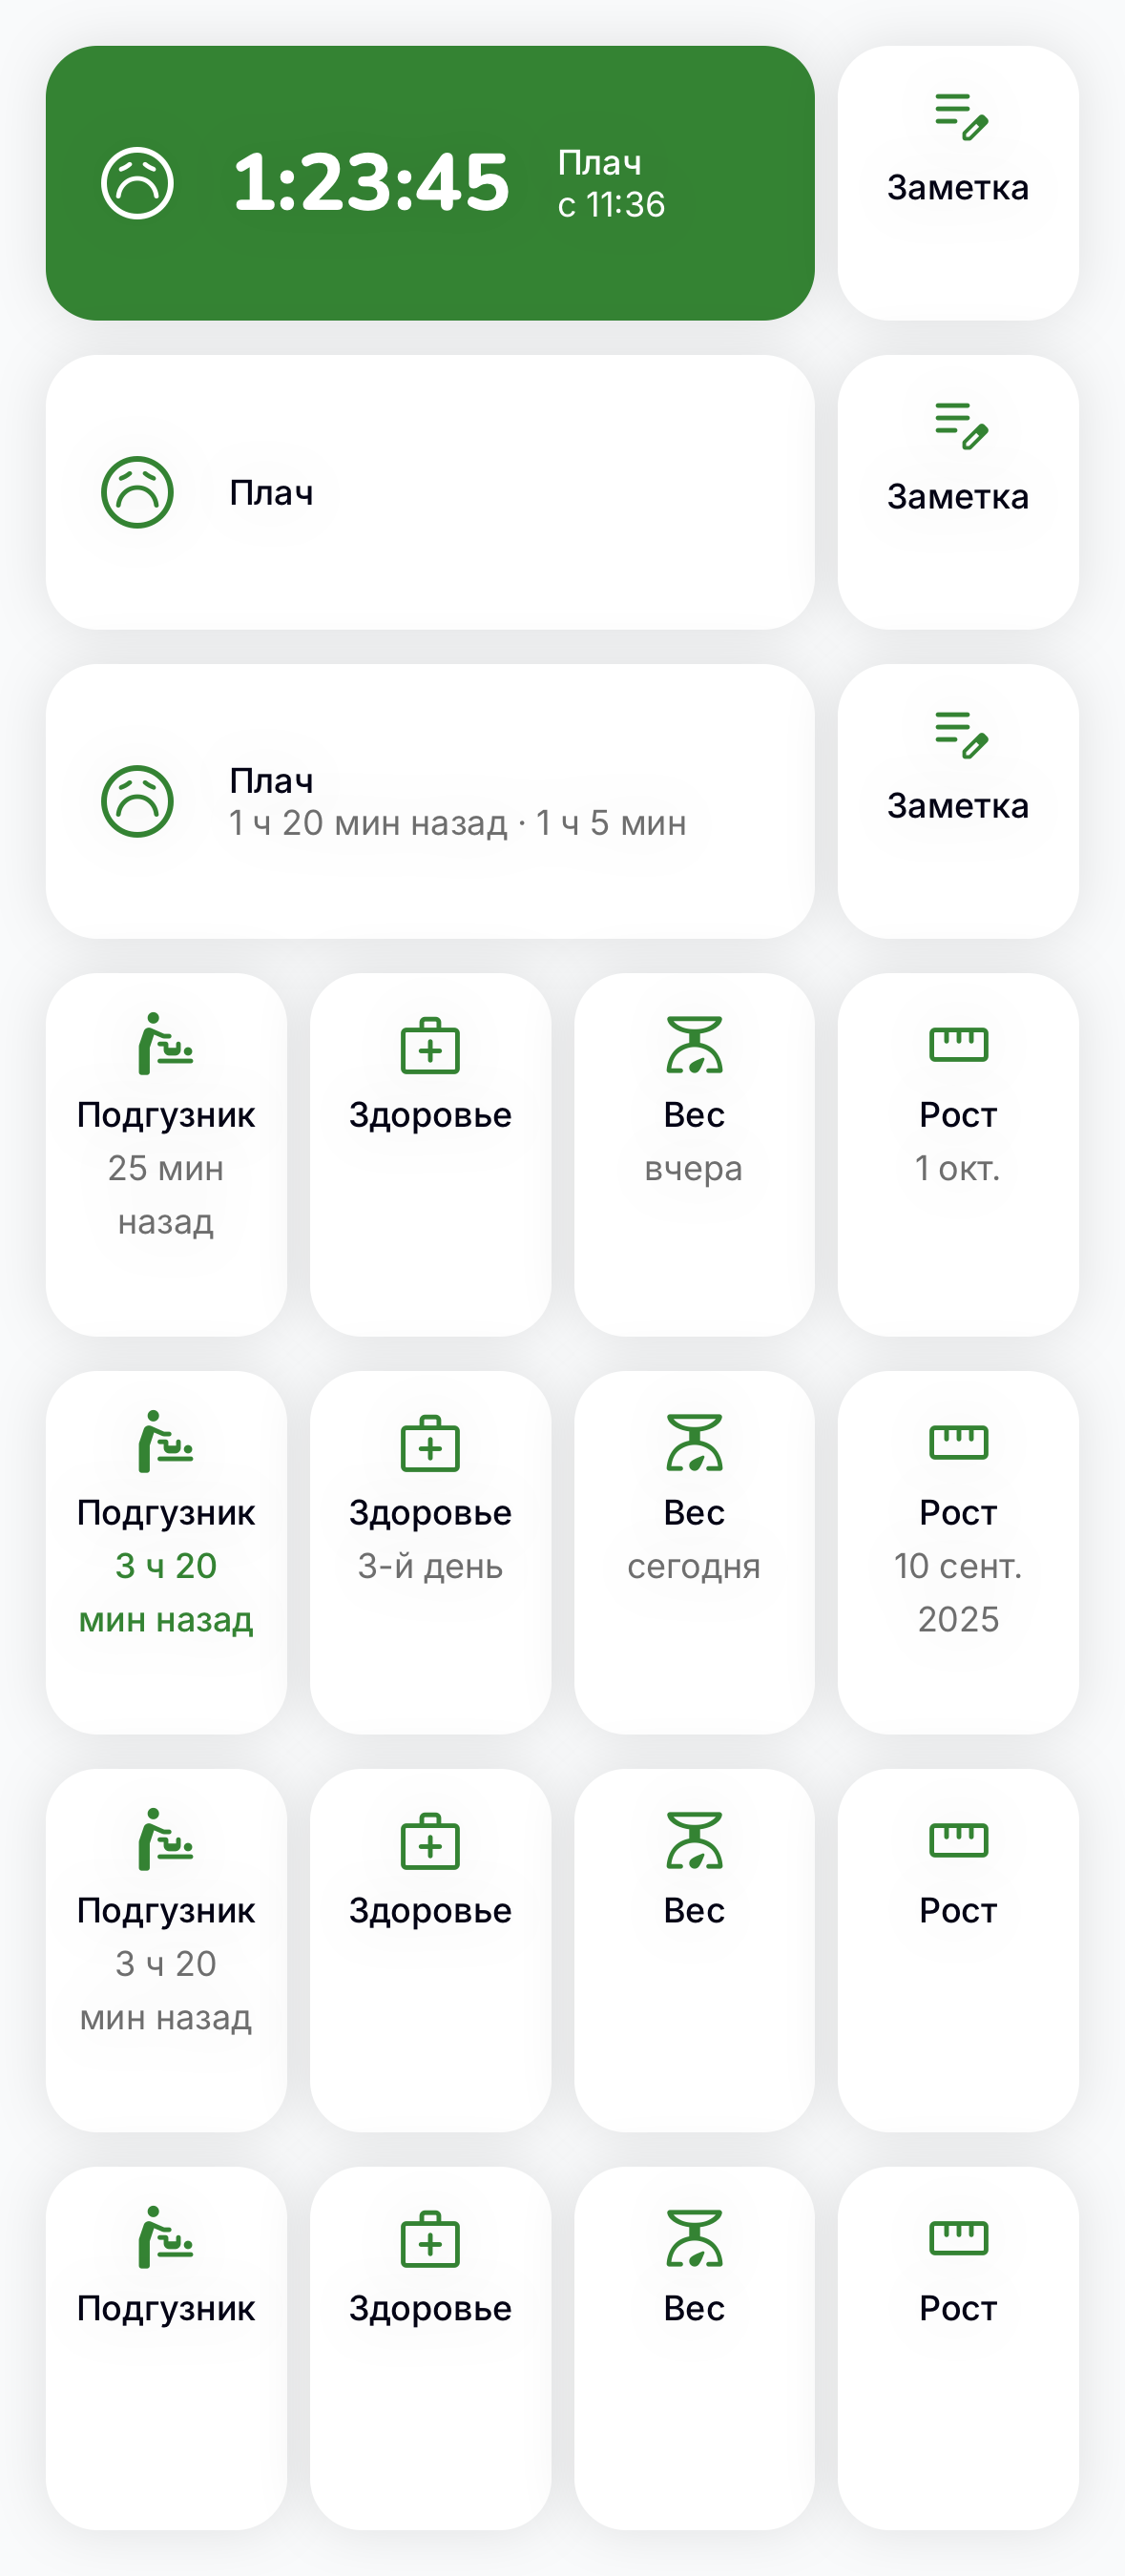 1:23:45
Плач
с 11:36
Заметка
Плач
Заметка
Плач
1 ч 20 мин назад · 1 ч 5 мин
Заметка
Подгузник
25 мин
назад
Здоровье
Вес
вчера
Рост
1 окт.
Подгузник
3 ч 20
мин назад
Здоровье
3-й день
Вес
сегодня
Рост
10 сент.
2025
Подгузник
3 ч 20
мин назад
Здоровье
Вес
Рост
Подгузник
Здоровье
Вес
Рост